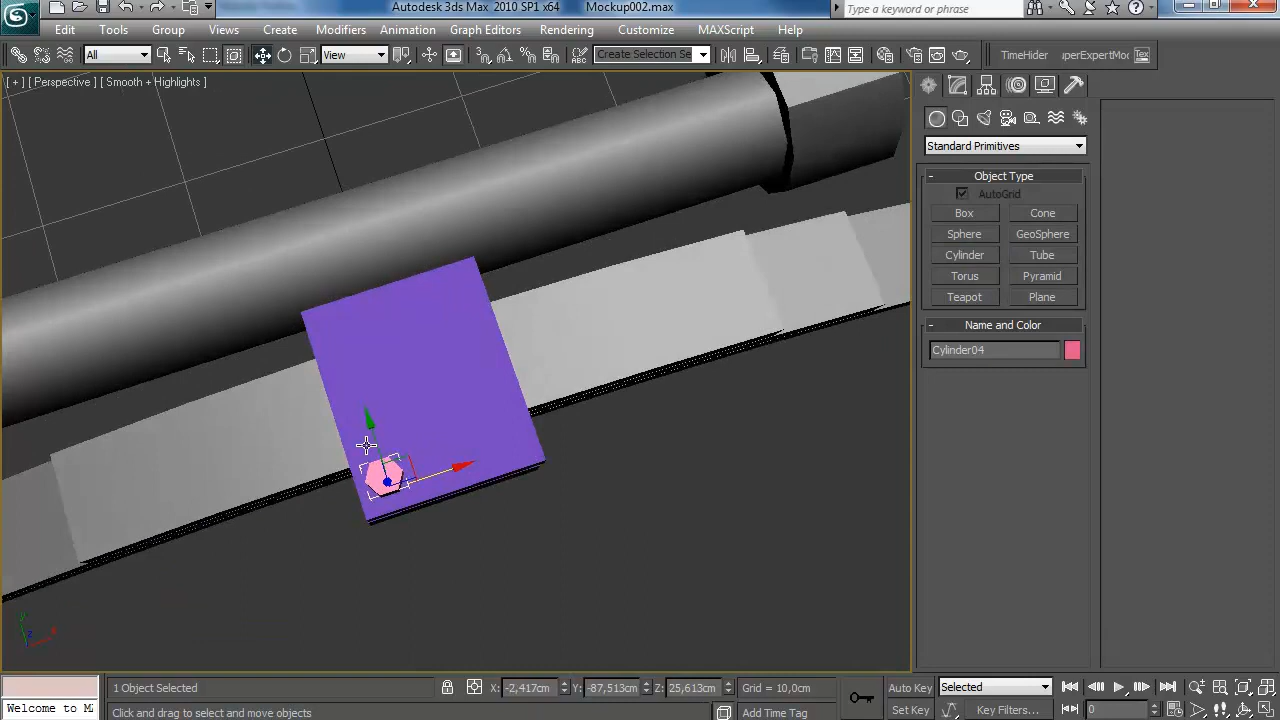 Autodesk 3ds Max 2010 SP1 x64 Mockup002.max
Type a keyword or phrase
Edit Tools Group Views Create Modifiers Animation Graph Editors Rendering Customize MAXScript Help
All View Create Selection Se TimeHider perExpertMoc Tex
[ + ] [ Perspective ] [ Smooth + Highlights ]
Standard Primitives
- Object Type
AutoGrid
Box Cone
Sphere GeoSphere
Cylinder Tube
Torus Pyramid
Teapot Plane
- Name and Color
Cylinder04
1 Object Selected X: -2,417cm Y: -87,513cm Z: 25,613cm Grid = 10,0cm Auto Key Selected
Welcome to M Click and drag to select and move objects Add Time Tag Set Key Key Filters... 0